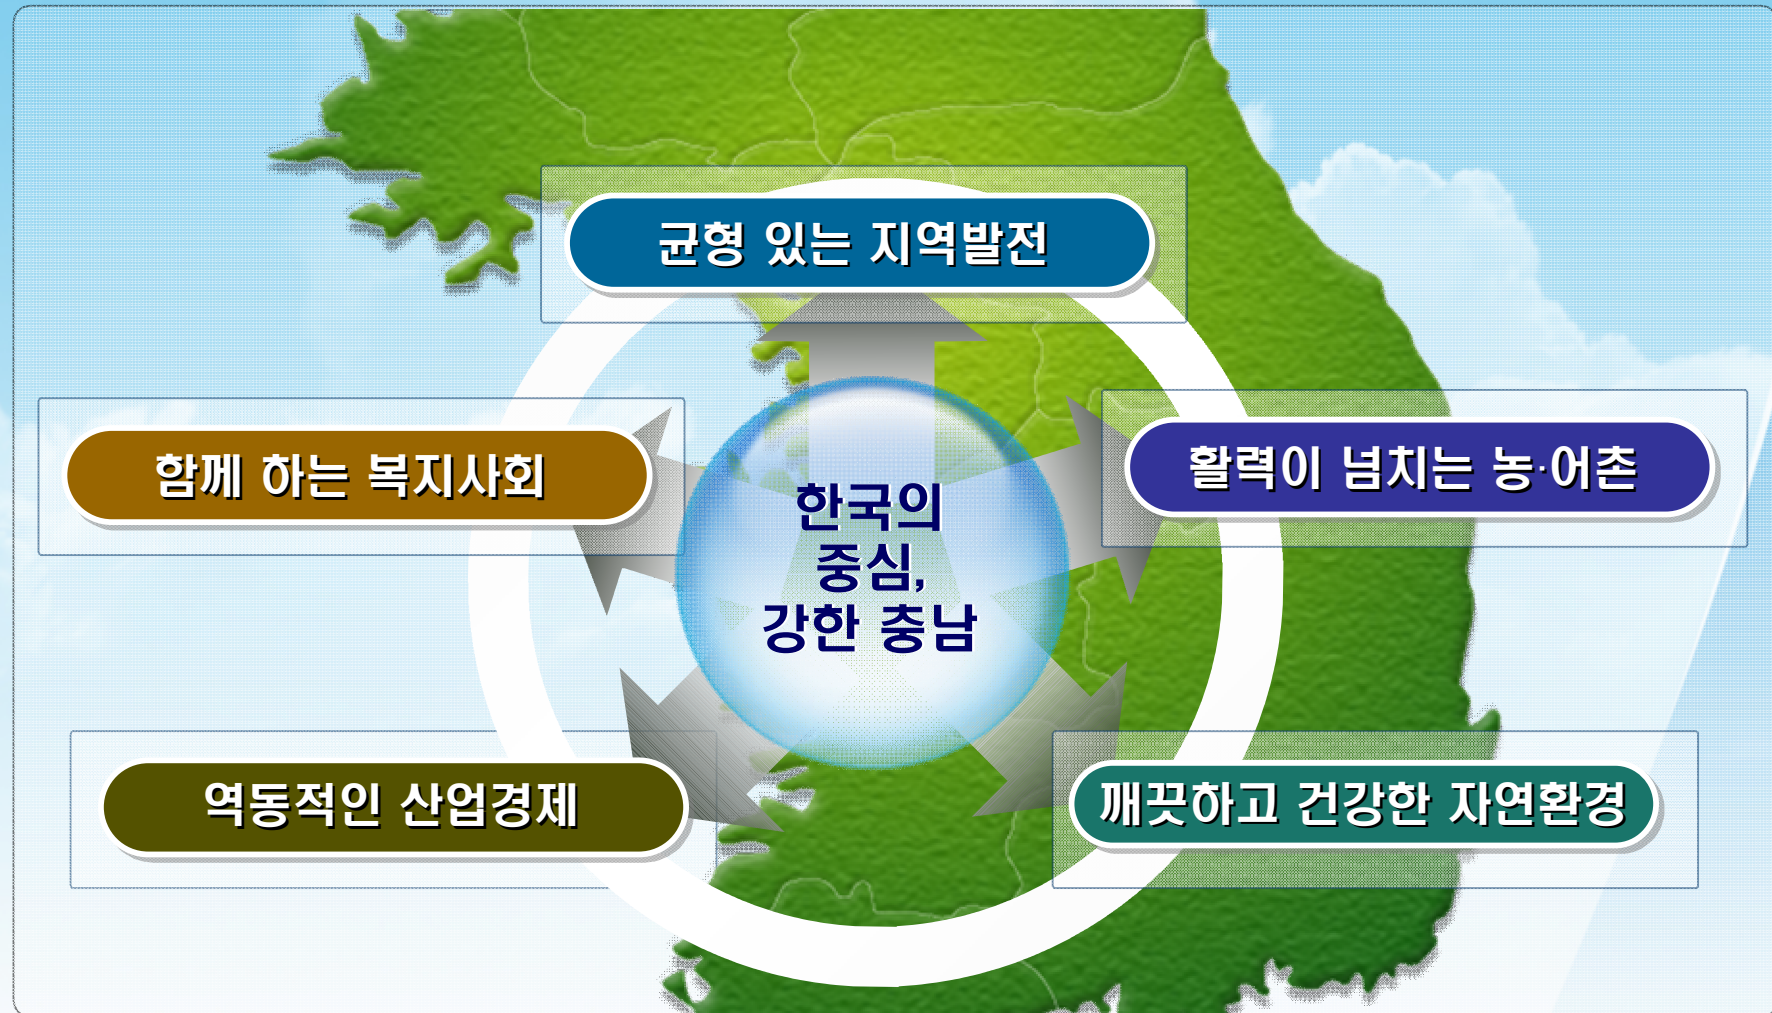 균형 있는 지역발전
함께 하는 복지사회
활력이 넘치는 농·어촌
한국의
중심,
강한 충남
역동적인 산업경제
깨끗하고 건강한 자연환경